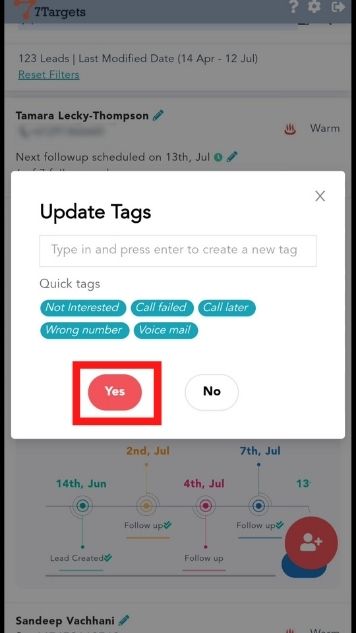 7Targets
123 Leads | Last Modified Date (14 Apr - 12 Jul)
Reset Filters
Tamara Lecky-Thompson
Warm
Next followup scheduled on 13th, Jul
Update Tags
Type in and press enter to create a new tag
Quick tags
Not Interested Call failed Call later
Wrong number Voice mail
Yes No
2nd, Jul 7th, Jul
14th, Jun 4th, Jul 13
Follow up Follow up
Lead Created Follow up
Sandeep Vachhani